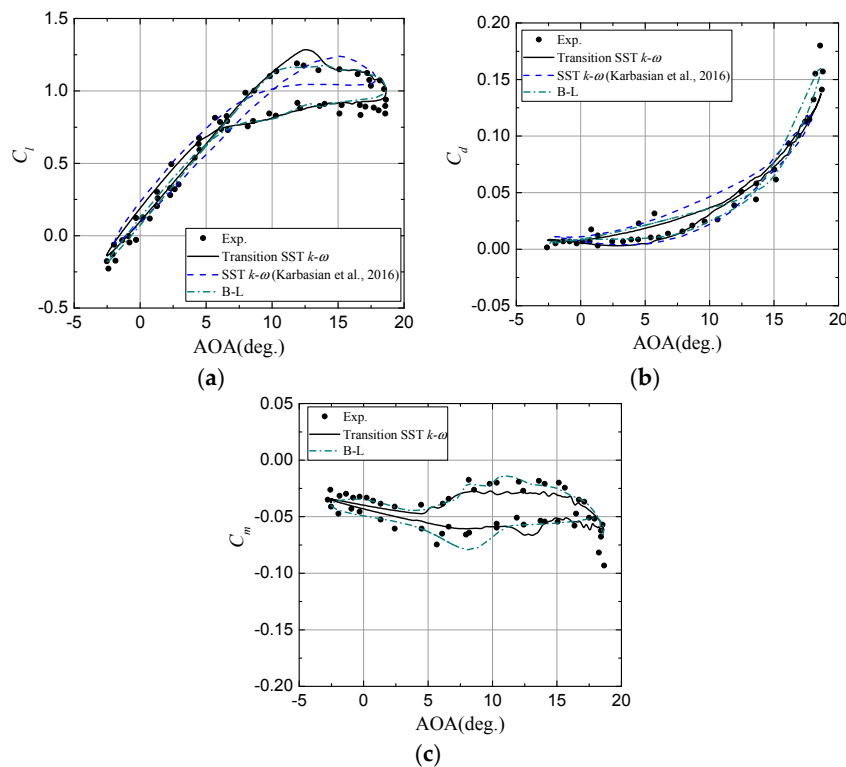 1.5
1.0
0.5
0.0
-0.5
C_l
Exp.
Transition SST k-ω
SST k-ω (Karbasian et al., 2016)
B-L
-5 0 5 10 15 20
AOA(deg.)
(a)
0.20
0.15
0.10
0.05
0.00
-0.05
C_d
Exp.
Transition SST k-ω
SST k-ω (Karbasian et al., 2016)
B-L
-5 0 5 10 15 20
AOA(deg.)
(b)
0.05
0.00
-0.05
-0.10
-0.15
-0.20
C_m
Exp.
Transition SST k-ω
B-L
-5 0 5 10 15 20
AOA(deg.)
(c)